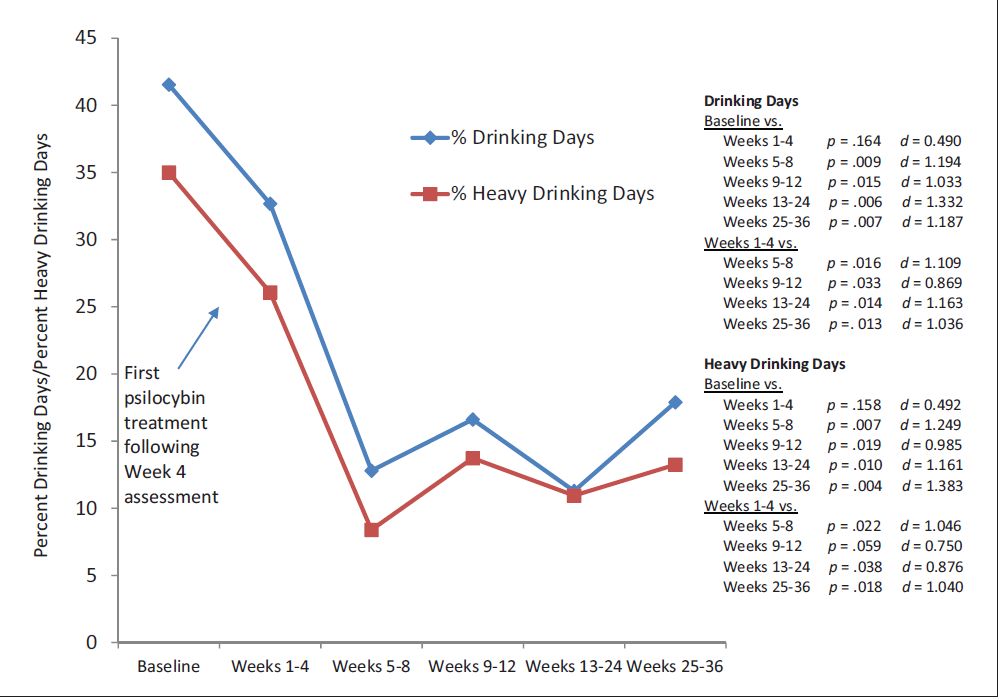 Percent Drinking Days/Percent Heavy Drinking Days
45
40
35
30
25
20
15
10
5
0
% Drinking Days
% Heavy Drinking Days
First
psilocybin
treatment
following
Week 4
assessment
Baseline Weeks 1-4 Weeks 5-8 Weeks 9-12 Weeks 13-24 Weeks 25-36
Drinking Days
Baseline vs.
Weeks 1-4 p = .164 d = 0.490
Weeks 5-8 p = .009 d = 1.194
Weeks 9-12 p = .015 d = 1.033
Weeks 13-24 p = .006 d = 1.332
Weeks 25-36 p = .007 d = 1.187
Weeks 1-4 vs.
Weeks 5-8 p = .016 d = 1.109
Weeks 9-12 p = .033 d = 0.869
Weeks 13-24 p = .014 d = 1.163
Weeks 25-36 p =. 013 d = 1.036
Heavy Drinking Days
Baseline vs.
Weeks 1-4 p = .158 d = 0.492
Weeks 5-8 p = .007 d = 1.249
Weeks 9-12 p = .019 d = 0.985
Weeks 13-24 p = .010 d = 1.161
Weeks 25-36 p = .004 d = 1.383
Weeks 1-4 vs.
Weeks 5-8 p = .022 d = 1.046
Weeks 9-12 p = .059 d = 0.750
Weeks 13-24 p = .038 d = 0.876
Weeks 25-36 p = .018 d = 1.040